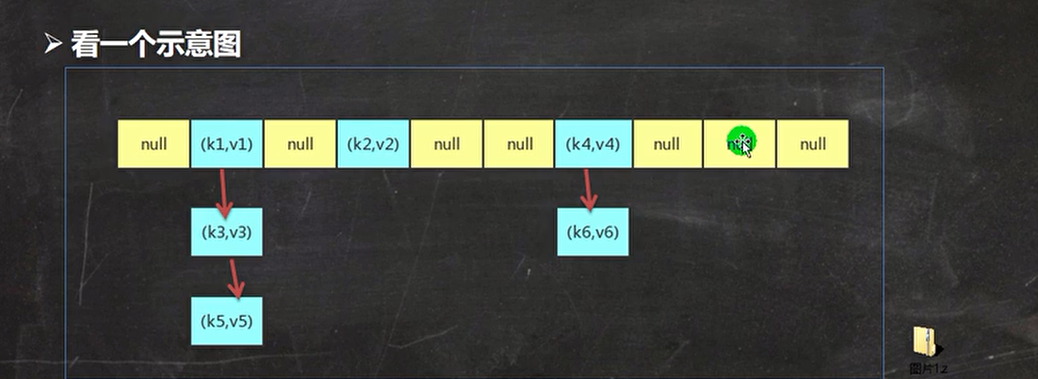 ➢ 看一个示意图
null (k1,v1) null (k2,v2) null null (k4,v4) null null null
(k3,v3) (k6,v6)
(k5,v5)
图片1.z